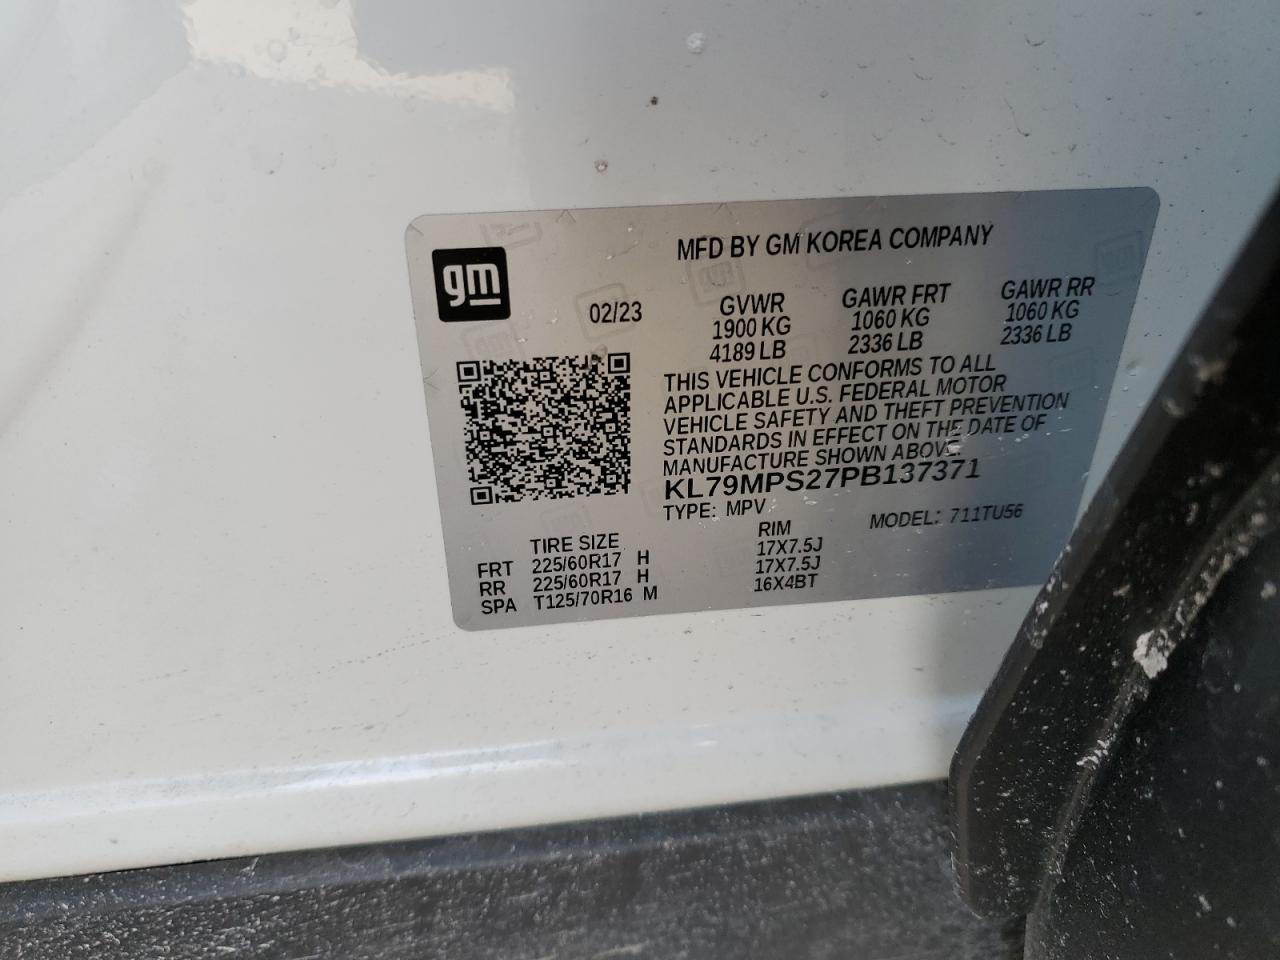 MFD BY GM KOREA COMPANY
gm
02/23
GVWR GAWR FRT GAWR RR
1900 KG 1060 KG 1060 KG
4189 LB 2336 LB 2336 LB
THIS VEHICLE CONFORMS TO ALL
APPLICABLE U.S. FEDERAL MOTOR
VEHICLE SAFETY AND THEFT PREVENTION
STANDARDS IN EFFECT ON THE DATE OF
MANUFACTURE SHOWN ABOVE.
KL79MPS27PB137371
TYPE: MPV MODEL: 711TU56
TIRE SIZE RIM
FRT 225/60R17 H 17X7.5J
RR 225/60R17 H 17X7.5J
SPA T125/70R16 M 16X4BT